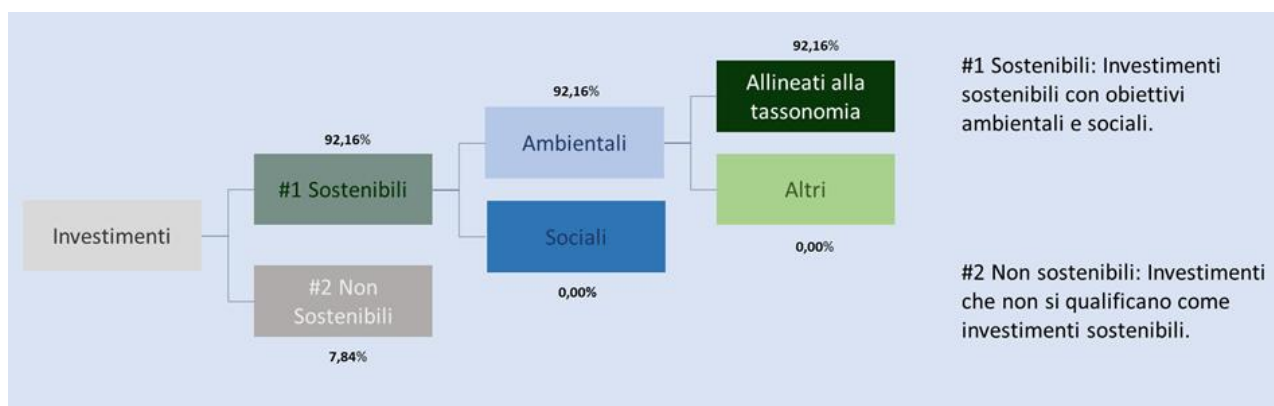 92,16%
Allineati alla
tassonomia
92,16%
Ambientali
92,16%
#1 Sostenibili
Altri
0,00%
Investimenti
Sociali
0,00%
#2 Non
Sostenibili
7,84%
#1 Sostenibili: Investimenti
sostenibili con obiettivi
ambientali e sociali.
#2 Non sostenibili: Investimenti
che non si qualificano come
investimenti sostenibili.